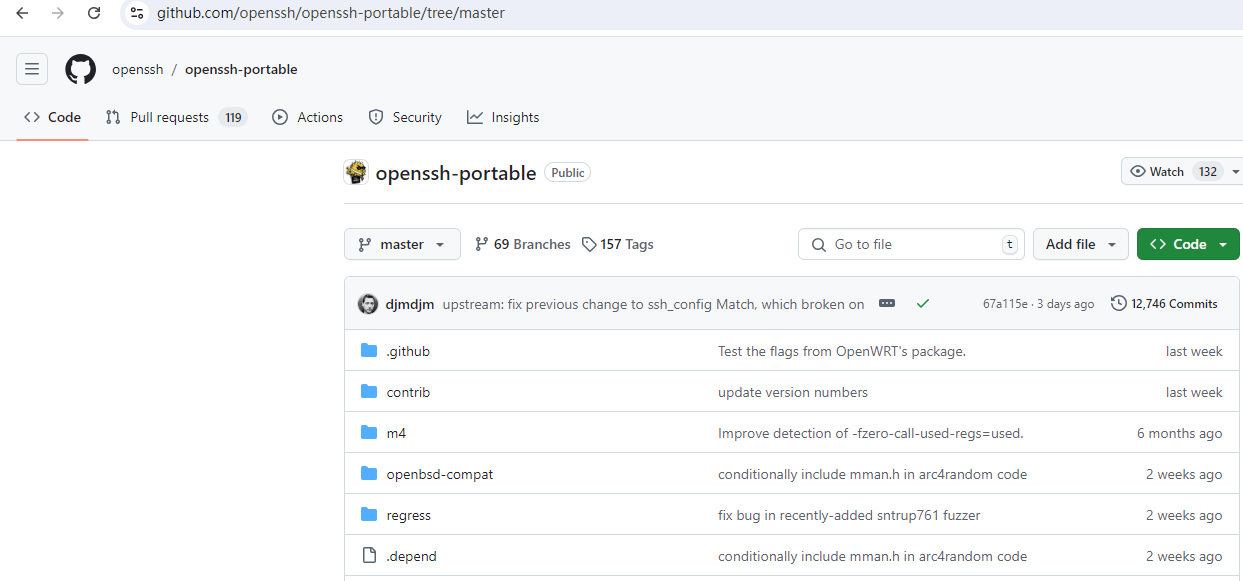 github.com/openssh/openssh-portable/tree/master
openssh / openssh-portable
Code Pull requests 119 Actions Security Insights
openssh-portable Public Watch 132
master 69 Branches 157 Tags Go to file t Add file Code
djmdjm upstream: fix previous change to ssh_config Match, which broken on 67a115e · 3 days ago 12,746 Commits
.github Test the flags from OpenWRT's package. last week
contrib update version numbers last week
m4 Improve detection of -fzero-call-used-regs=used. 6 months ago
openbsd-compat conditionally include mman.h in arc4random code 2 weeks ago
regress fix bug in recently-added sntrup761 fuzzer 2 weeks ago
.depend conditionally include mman.h in arc4random code 2 weeks ago